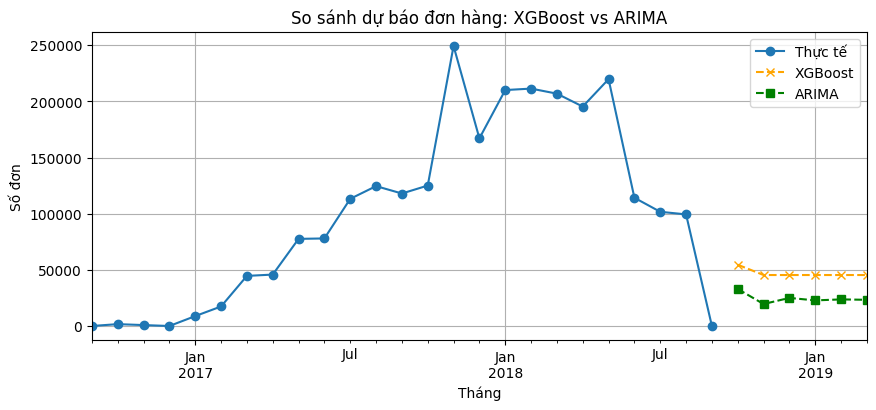 So sánh dự báo đơn hàng: XGBoost vs ARIMA
Số đơn
250000
200000
150000
100000
50000
0
Thực tế
XGBoost
ARIMA
Jan
2017
Jul
Jan
2018
Jul
Jan
2019
Tháng